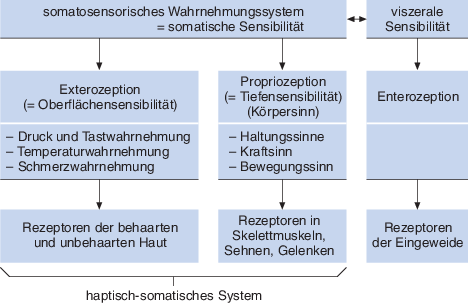 somatosensorisches Wahrnehmungssystem
= somatische Sensibilität
viszerale
Sensibilität
Exterozeption
(= Oberflächensensibilität)
– Druck und Tastwahrnehmung
– Temperaturwahrnehmung
– Schmerzwahrnehmung
Propriozeption
(= Tiefensensibilität)
(Körpersinn)
– Haltungssinne
– Kraftsinn
– Bewegungssinn
Enterozeption
Rezeptoren der behaarten
und unbehaarten Haut
Rezeptoren in
Skelettmuskeln,
Sehnen, Gelenken
Rezeptoren
der Eingeweide
haptisch-somatisches System